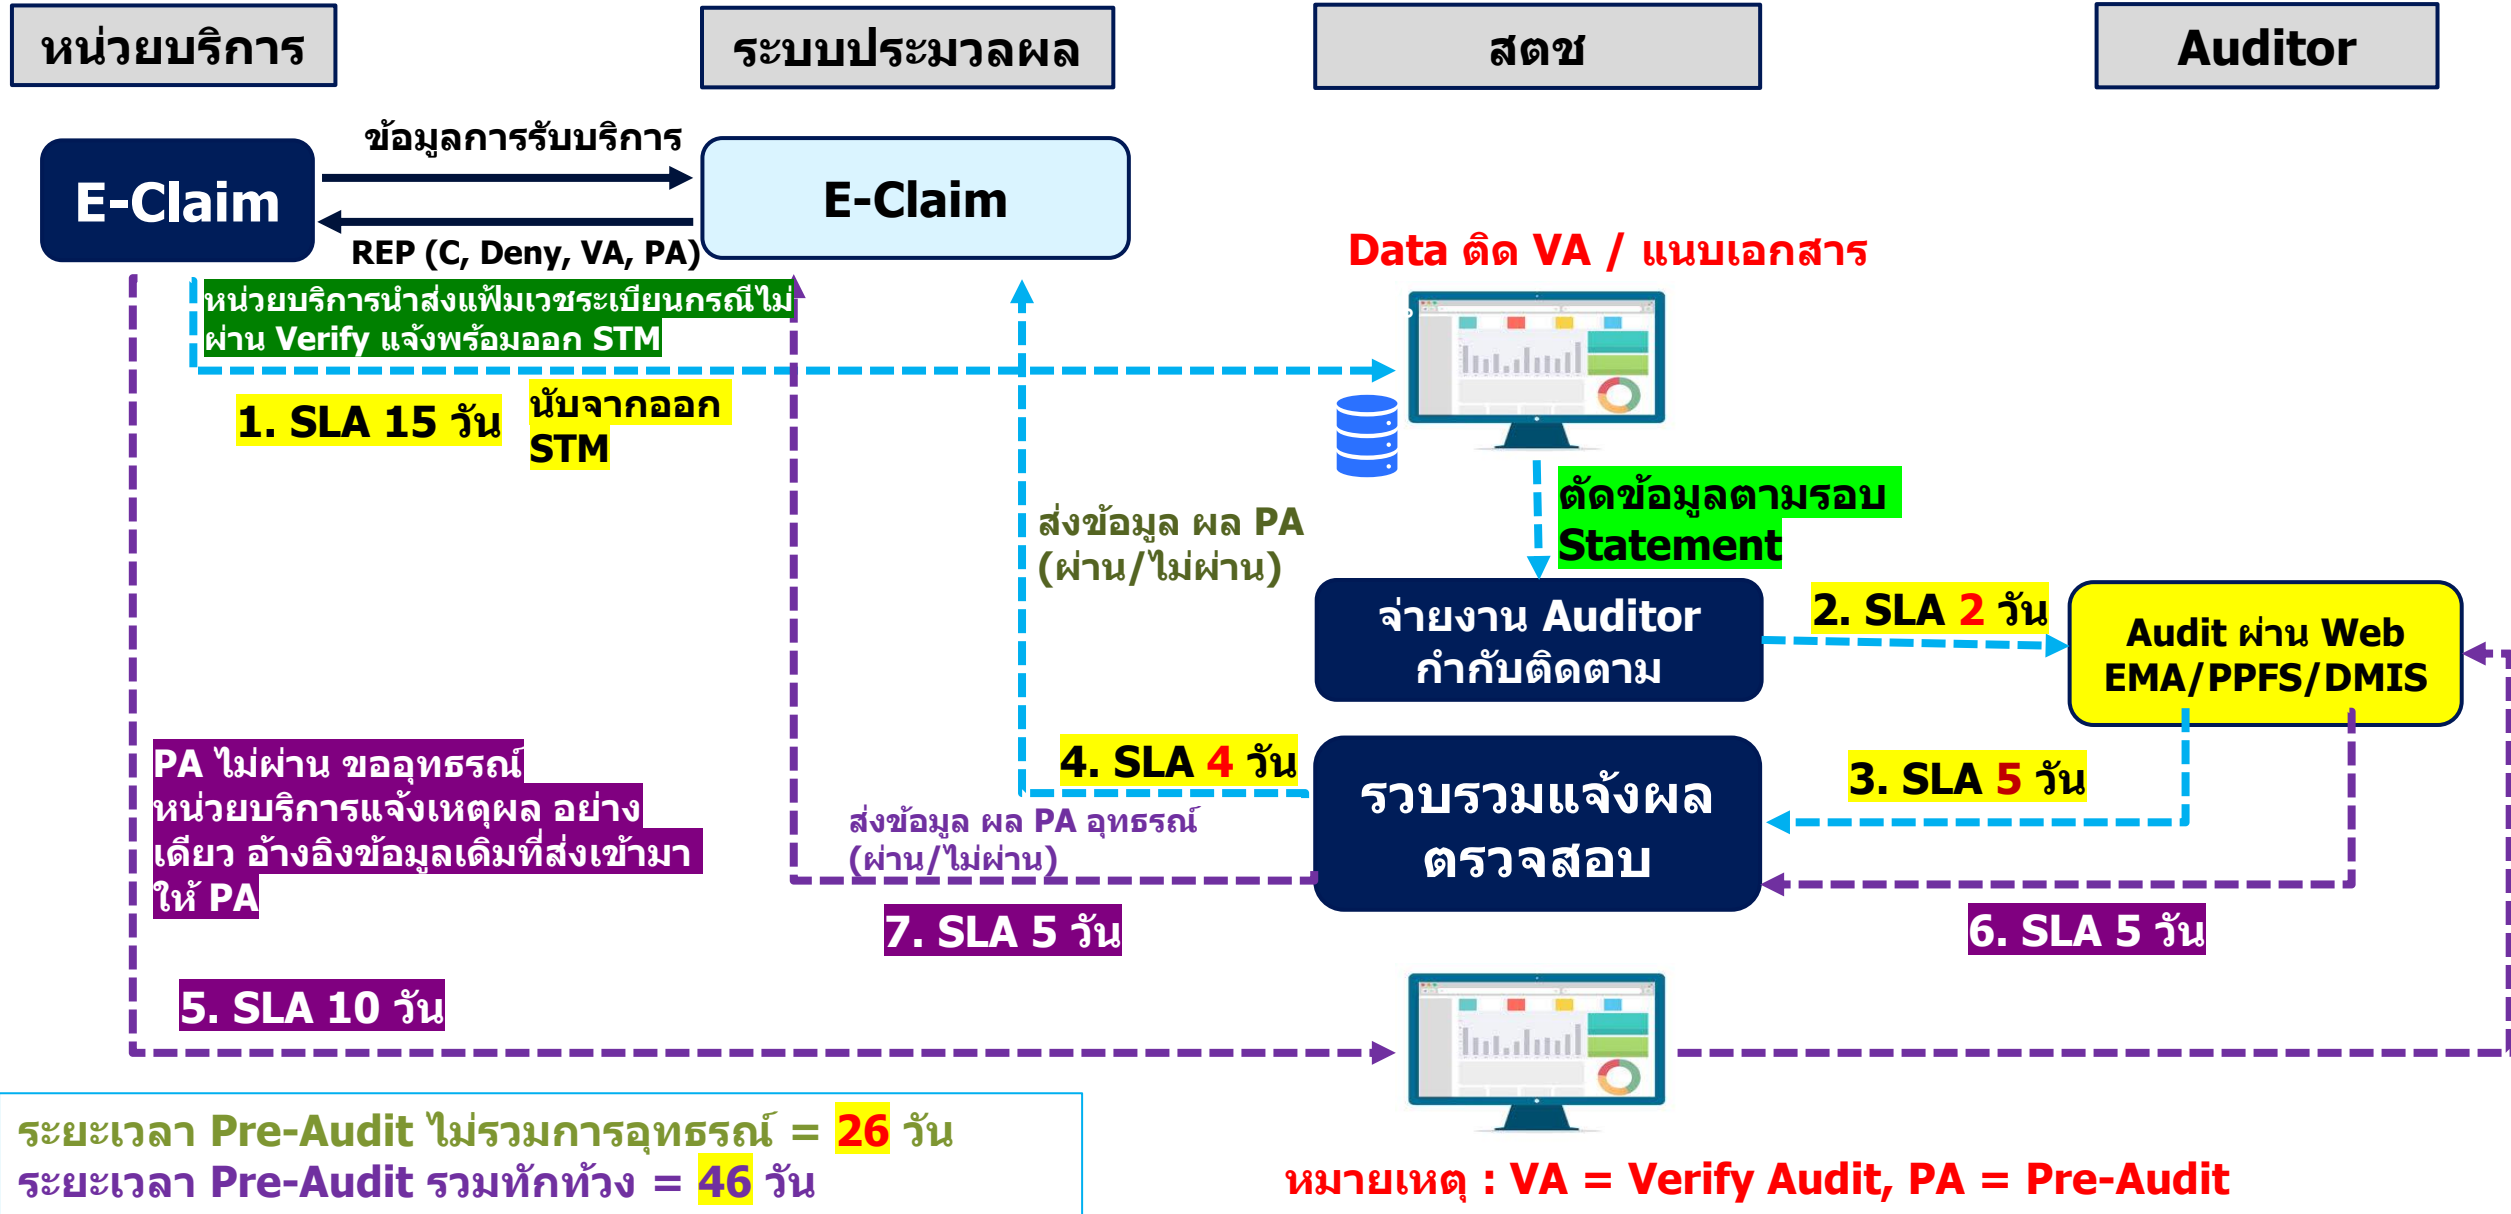 หน่วยบริการ
ระบบประมวลผล
สตช
Auditor
ข้อมูลการรับบริการ
E-Claim
E-Claim
REP (C, Deny, VA, PA)
Data ติด VA / แนบเอกสาร
หน่วยบริการนำส่งแฟ้มเวชระเบียนกรณีไม่
ผ่าน Verify แจ้งพร้อมออก STM
1. SLA 15 วัน
นับจากออก
STM
ตัดข้อมูลตามรอบ
Statement
ส่งข้อมูล ผล PA
(ผ่าน/ไม่ผ่าน)
จ่ายงาน Auditor
กำกับติดตาม
2. SLA 2 วัน
Audit ผ่าน Web
EMA/PPFS/DMIS
4. SLA 4 วัน
3. SLA 5 วัน
รวบรวมแจ้งผล
ตรวจสอบ
PA ไม่ผ่าน ขออุทธรณ์
หน่วยบริการแจ้งเหตุผล อย่าง
เดียว อ้างอิงข้อมูลเดิมที่ส่งเข้ามา
ให้ PA
ส่งข้อมูล ผล PA อุทธรณ์
(ผ่าน/ไม่ผ่าน)
7. SLA 5 วัน
6. SLA 5 วัน
5. SLA 10 วัน
ระยะเวลา Pre-Audit ไม่รวมการอุทธรณ์ = 26 วัน
ระยะเวลา Pre-Audit รวมทักท้วง = 46 วัน
หมายเหตุ : VA = Verify Audit, PA = Pre-Audit